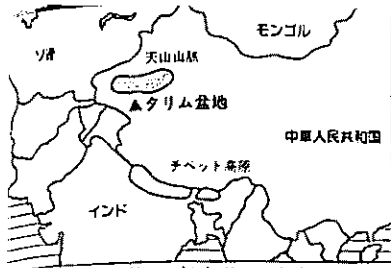 モンゴル
ソ連
天山山脈
▲タリム盆地
中華人民共和国
チベット高原
インド